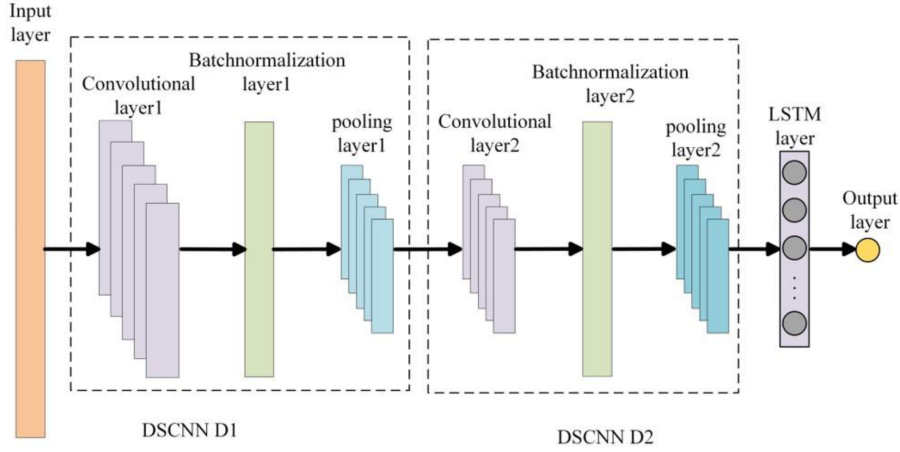 Input
layer
Convolutional
layer1
Batchnormalization
layer1
pooling
layer1
Convolutional
layer2
Batchnormalization
layer2
pooling
layer2
LSTM
layer
Output
layer
DSCNN D1
DSCNN D2